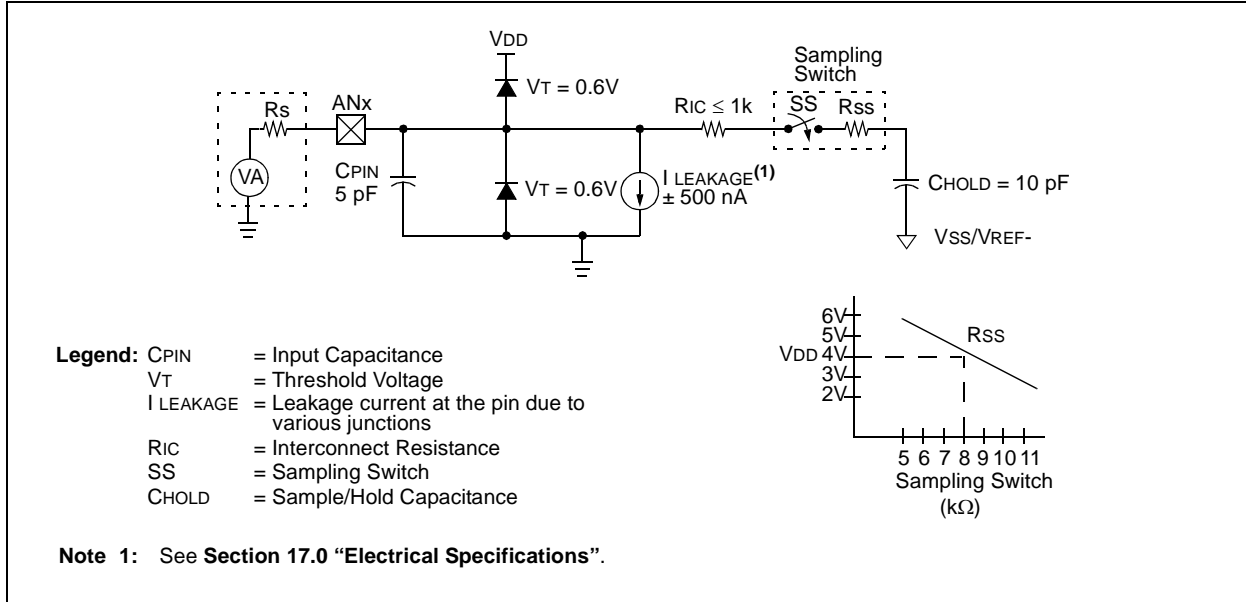 VDD
Sampling
Switch
VT = 0.6V
RIC ≤ 1k
SS
RSS
Rs
ANx
VA
CPIN
5 pF
VT = 0.6V
I LEAKAGE(1)
± 500 nA
CHOLD = 10 pF
VSS/VREF-
6V
5V
VDD 4V
3V
2V
RSS
5 6 7 8 9 10 11
Sampling Switch
(kΩ)
Legend: CPIN = Input Capacitance
VT = Threshold Voltage
I LEAKAGE = Leakage current at the pin due to
various junctions
RIC = Interconnect Resistance
SS = Sampling Switch
CHOLD = Sample/Hold Capacitance
Note 1: See Section 17.0 “Electrical Specifications”.